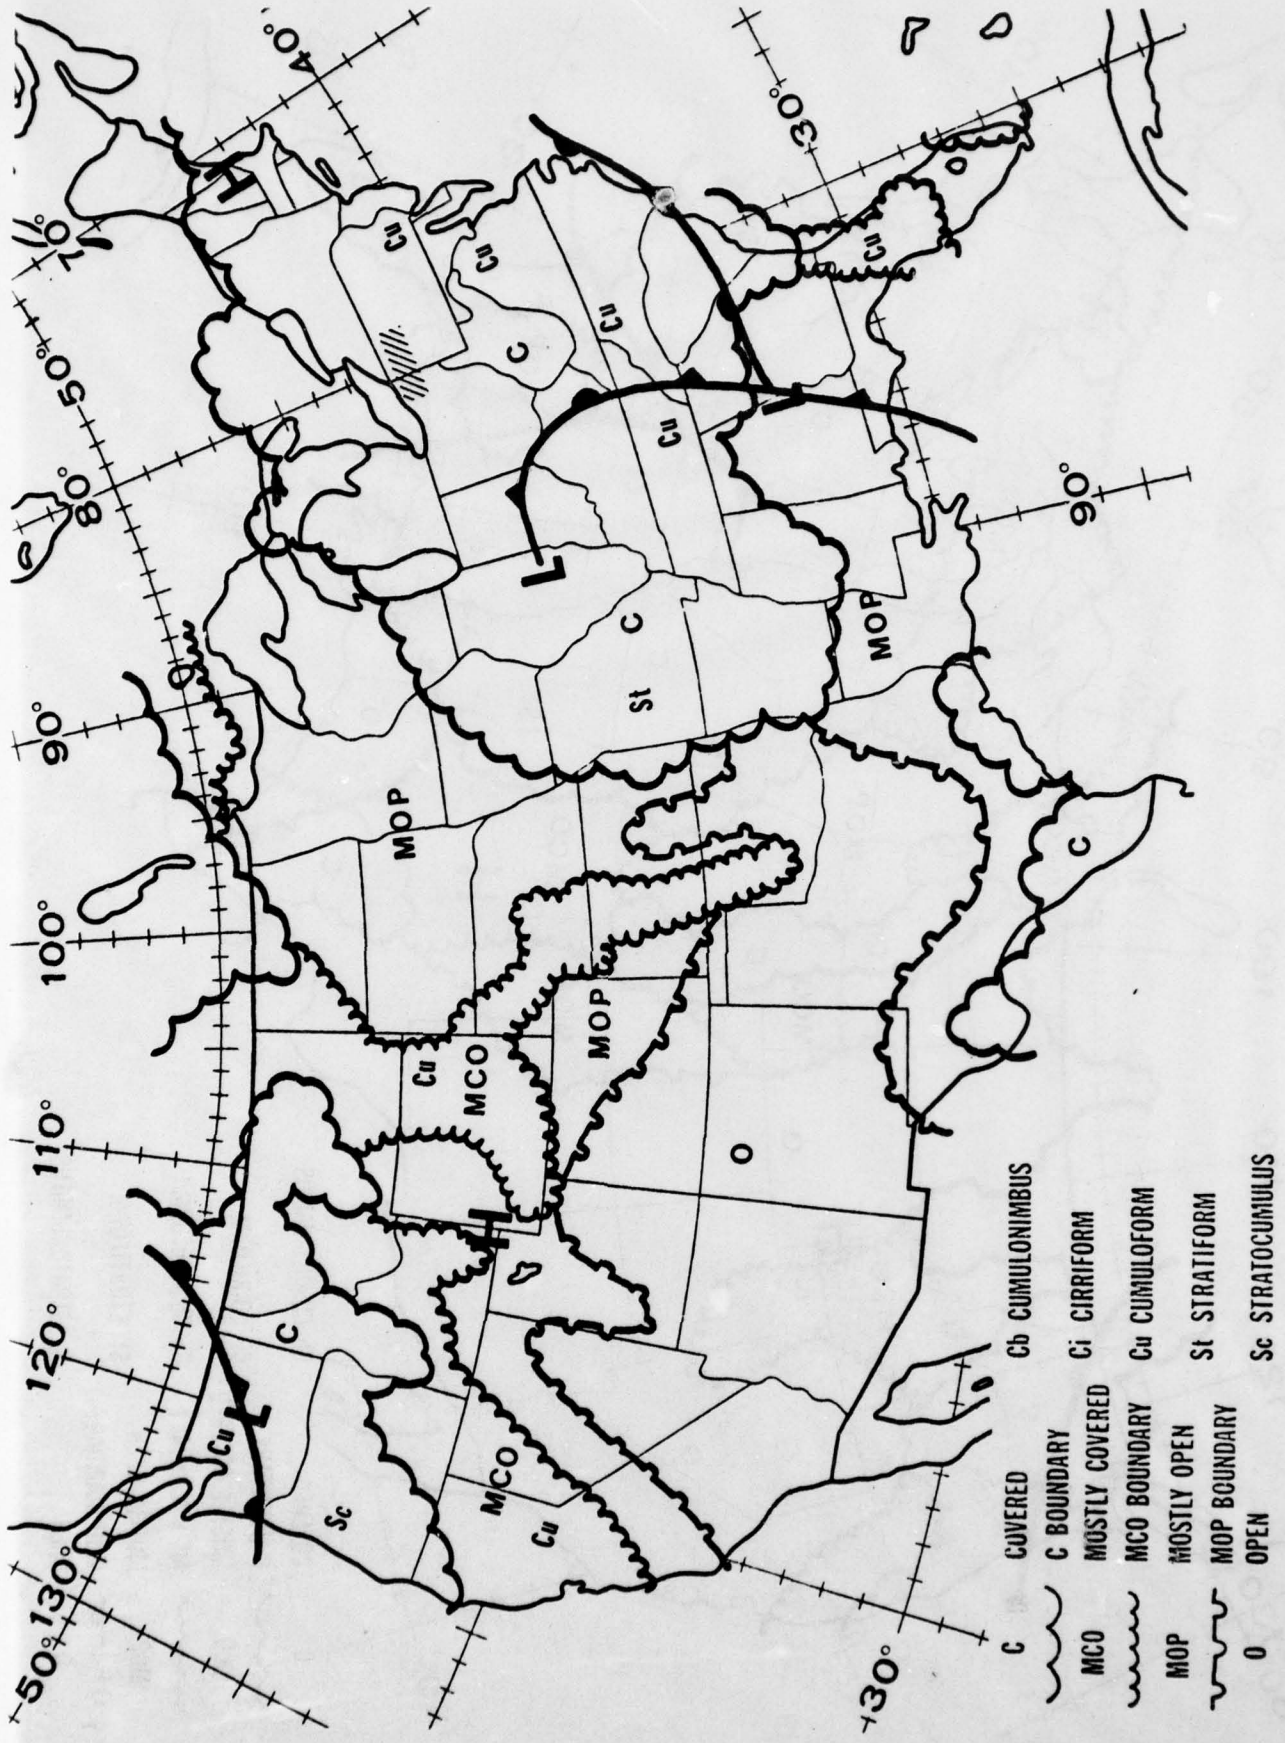 50°
130°
120°
110°
100°
90°
80°
50°
70°
40°
O
Cu
L
H
C
Sc
Cu
MOP
Cu
MCO
H
Cu
MCO
C
Cu
L
MOP
Cu
C
St
Cu
O
L
30°
Cu
MOP
30°
90°
C
C COVERED
C BOUNDARY
MCO MOSTLY COVERED
MCO BOUNDARY
MOP MOSTLY OPEN
MOP BOUNDARY
O OPEN
Cb CUMULONIMBUS
Ci CIRRIFORM
Cu CUMULOFORM
St STRATIFORM
Sc STRATOCUMULUS